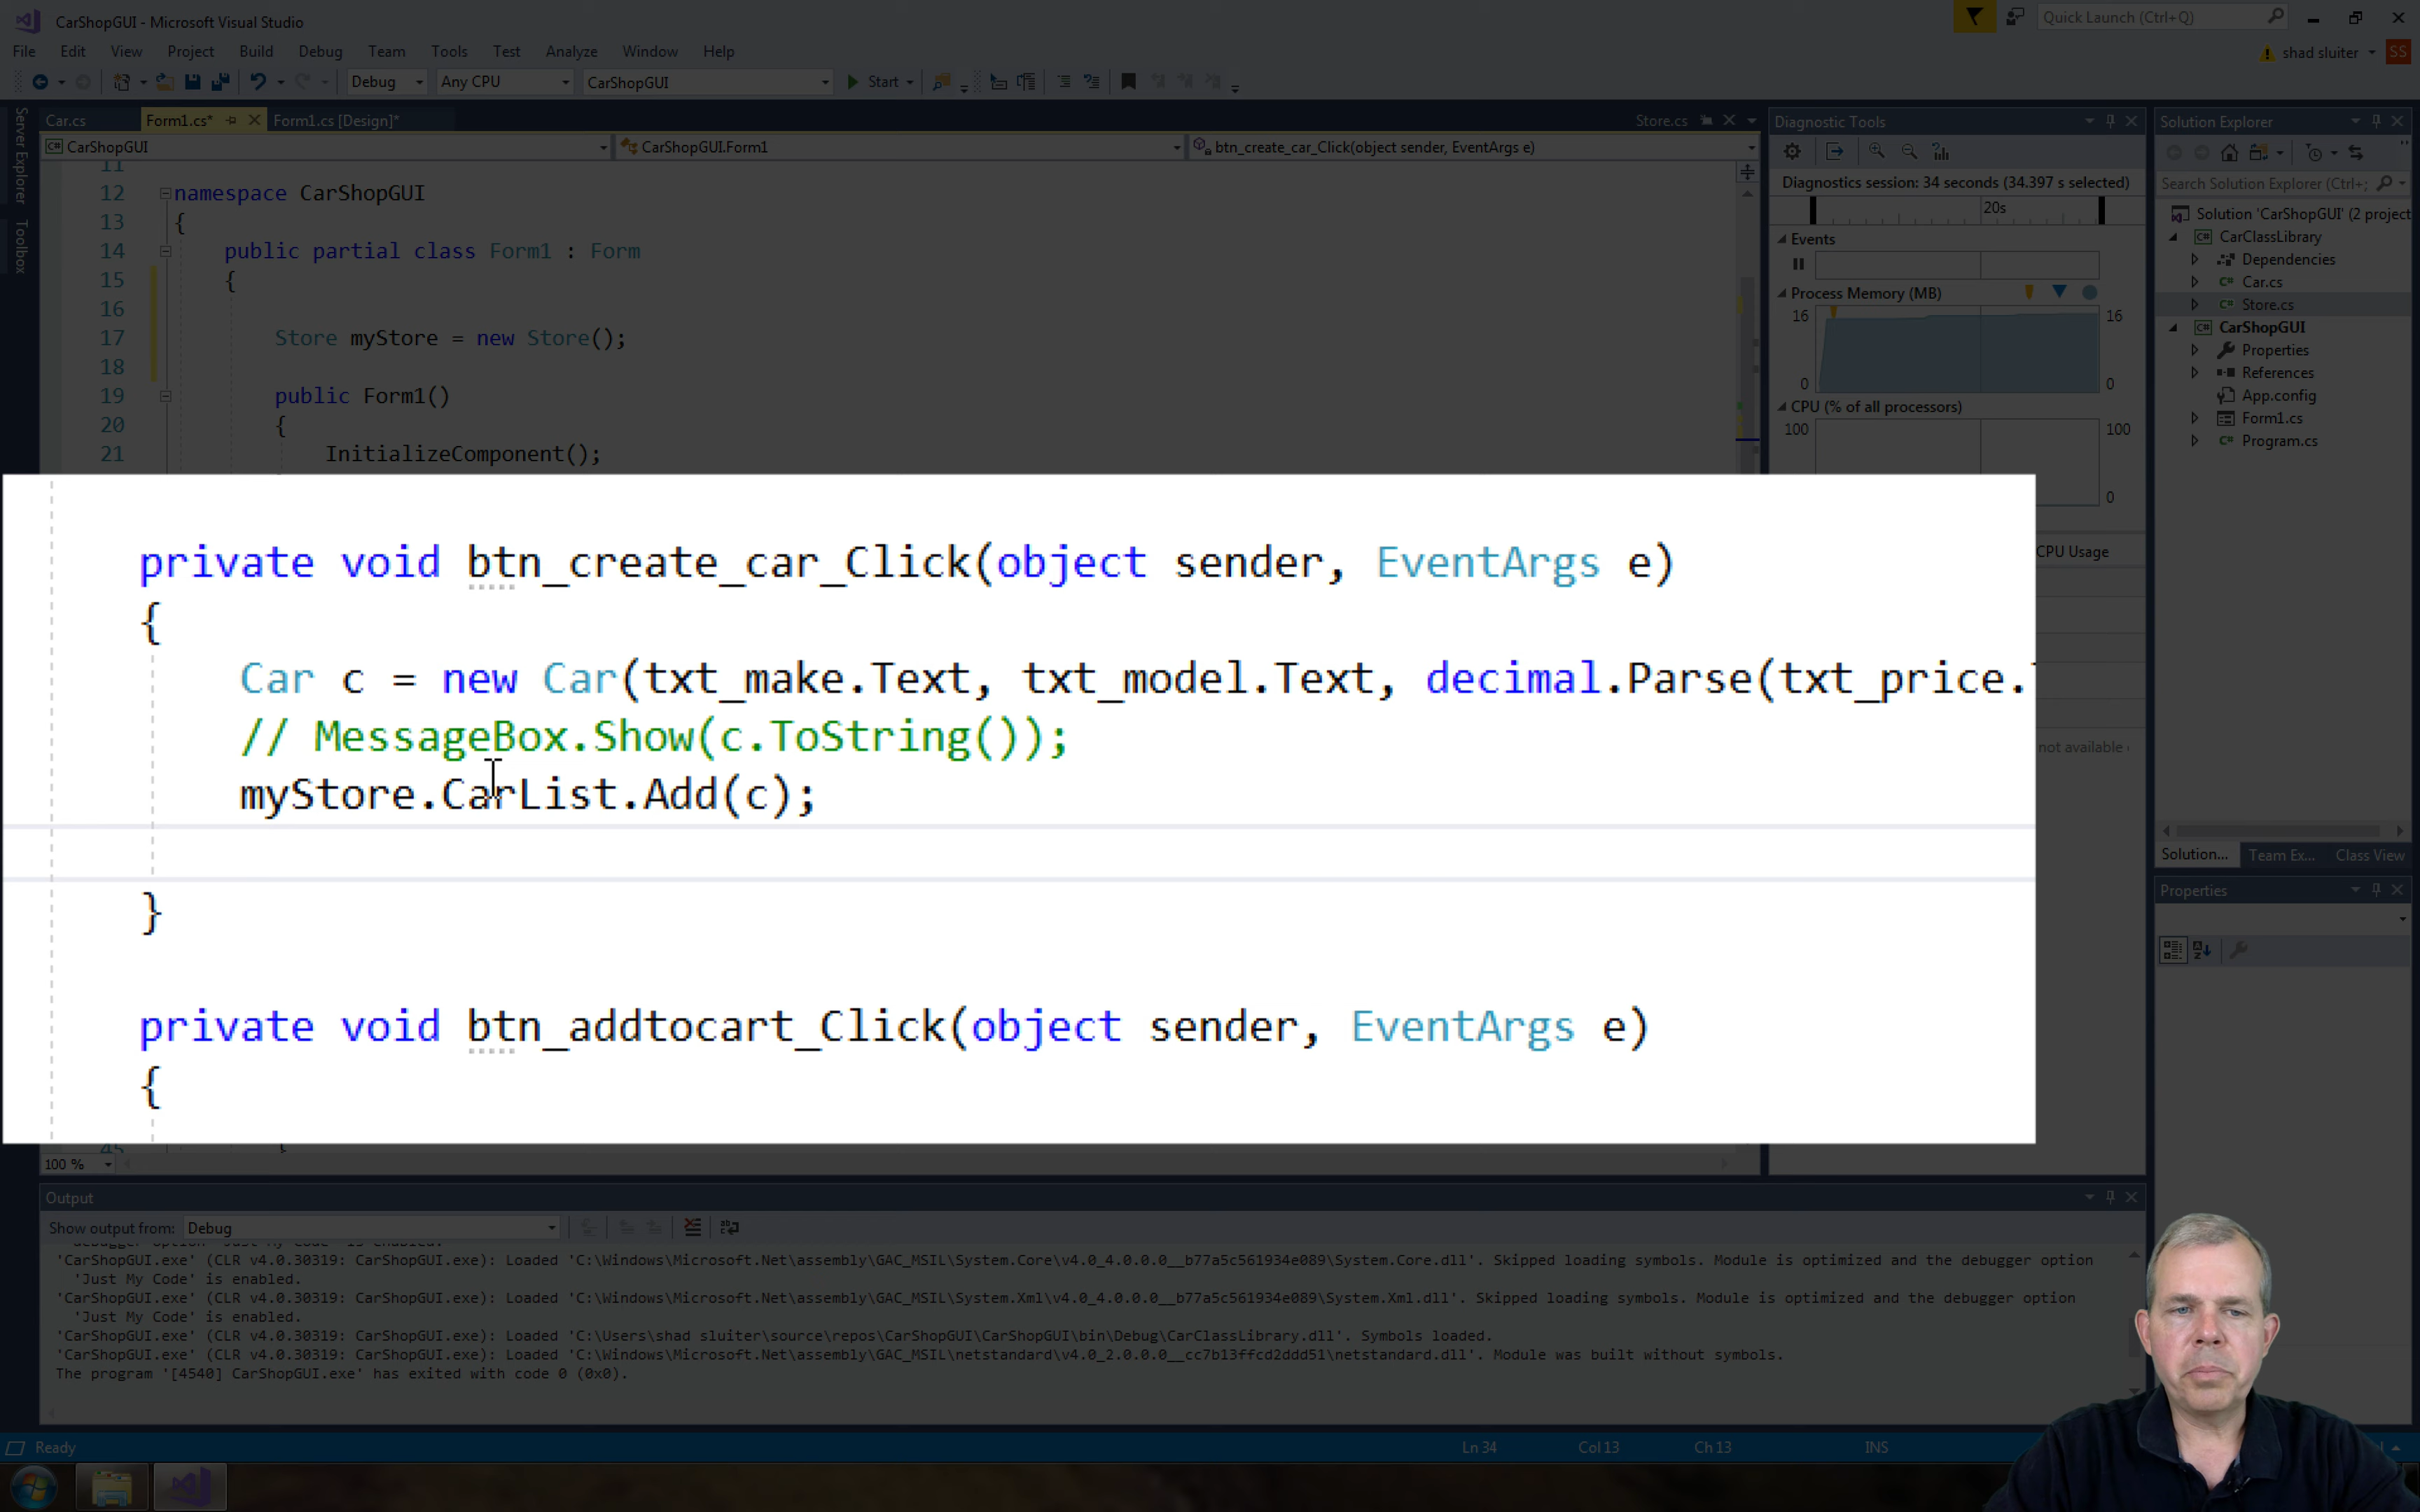 CarShopGUI - Microsoft Visual Studio
Quick Launch (Ctrl+Q)
File Edit View Project Build Debug Team Tools Test Analyze Window Help
shad sluiter SS
Debug Any CPU CarShopGUI Start
Server Explorer
Toolbox
Car.cs Form1.cs* Form1.cs [Design]* Store.cs
CarShopGUI CarShopGUI.Form1 btn_create_car_Click(object sender, EventArgs e)
11
12 namespace CarShopGUI
13 {
14 public partial class Form1 : Form
15 {
16
17 Store myStore = new Store();
18
19 public Form1()
20 {
21 InitializeComponent();
private void btn_create_car_Click(object sender, EventArgs e)
{
Car c = new Car(txt_make.Text, txt_model.Text, decimal.Parse(txt_price.
// MessageBox.Show(c.ToString());
myStore.CarList.Add(c);
}
private void btn_addtocart_Click(object sender, EventArgs e)
{
45 }
100 %
Diagnostic Tools
Diagnostics session: 34 seconds (34.397 s selected)
20s
Events
Process Memory (MB)
16 16
0 0
CPU (% of all processors)
100 100
0
CPU Usage
not available
Solution Explorer
Search Solution Explorer (Ctrl+;
Solution 'CarShopGUI' (2 project
CarClassLibrary
Dependencies
Car.cs
Store.cs
CarShopGUI
Properties
References
App.config
Form1.cs
Program.cs
Solution... Team Ex... Class View
Properties
Output
Show output from: Debug
debugger option 'Just My Code' is enabled.
'CarShopGUI.exe' (CLR v4.0.30319: CarShopGUI.exe): Loaded 'C:\Windows\Microsoft.Net\assembly\GAC_MSIL\System.Core\v4.0_4.0.0.0__b77a5c561934e089\System.Core.dll'. Skipped loading symbols. Module is optimized and the debugger option
'Just My Code' is enabled.
'CarShopGUI.exe' (CLR v4.0.30319: CarShopGUI.exe): Loaded 'C:\Windows\Microsoft.Net\assembly\GAC_MSIL\System.Xml\v4.0_4.0.0.0__b77a5c561934e089\System.Xml.dll'. Skipped loading symbols. Module is optimized and the debugger option
'Just My Code' is enabled.
'CarShopGUI.exe' (CLR v4.0.30319: CarShopGUI.exe): Loaded 'C:\Users\shad sluiter\source\repos\CarShopGUI\CarShopGUI\bin\Debug\CarClassLibrary.dll'. Symbols loaded.
'CarShopGUI.exe' (CLR v4.0.30319: CarShopGUI.exe): Loaded 'C:\Windows\Microsoft.Net\assembly\GAC_MSIL\netstandard\v4.0_2.0.0.0__cc7b13ffcd2ddd51\netstandard.dll'. Module was built without symbols.
The program '[4540] CarShopGUI.exe' has exited with code 0 (0x0).
Ready Ln 34 Col 13 Ch 13 INS